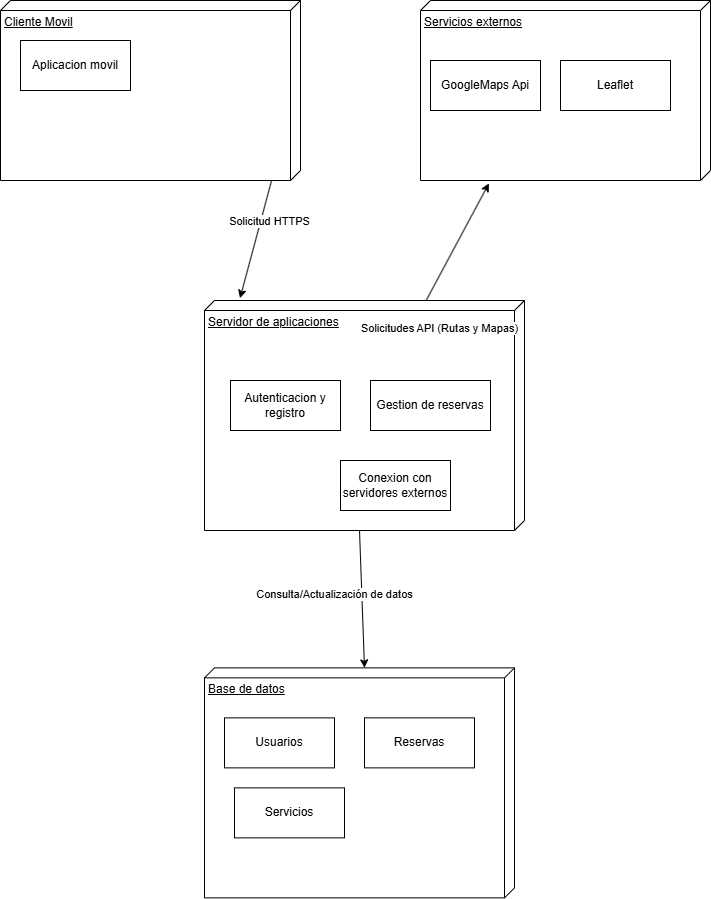 Cliente Movil
Aplicacion movil
Servicios externos
GoogleMaps Api
Leaflet
Solicitud HTTPS
Servidor de aplicaciones
Solicitudes API (Rutas y Mapas)
Autenticacion y
registro
Gestion de reservas
Conexion con
servidores externos
Consulta/Actualización de datos
Base de datos
Usuarios
Reservas
Servicios